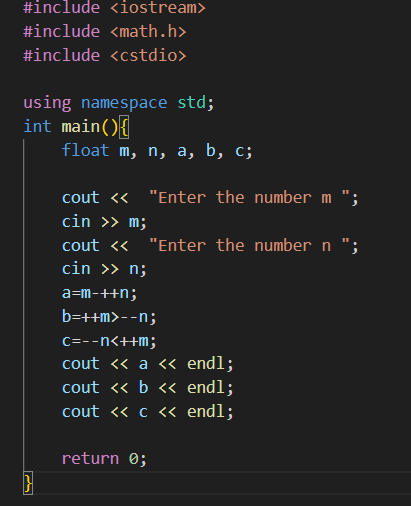 #include <iostream>
#include <math.h>
#include <cstdio>
using namespace std;
int main(){
float m, n, a, b, c;
cout <<  "Enter the number m ";
cin >> m;
cout <<  "Enter the number n ";
cin >> n;
a=m-++n;
b=++m>--n;
c=--n<++m;
cout << a << endl;
cout << b << endl;
cout << c << endl;
return 0;
}